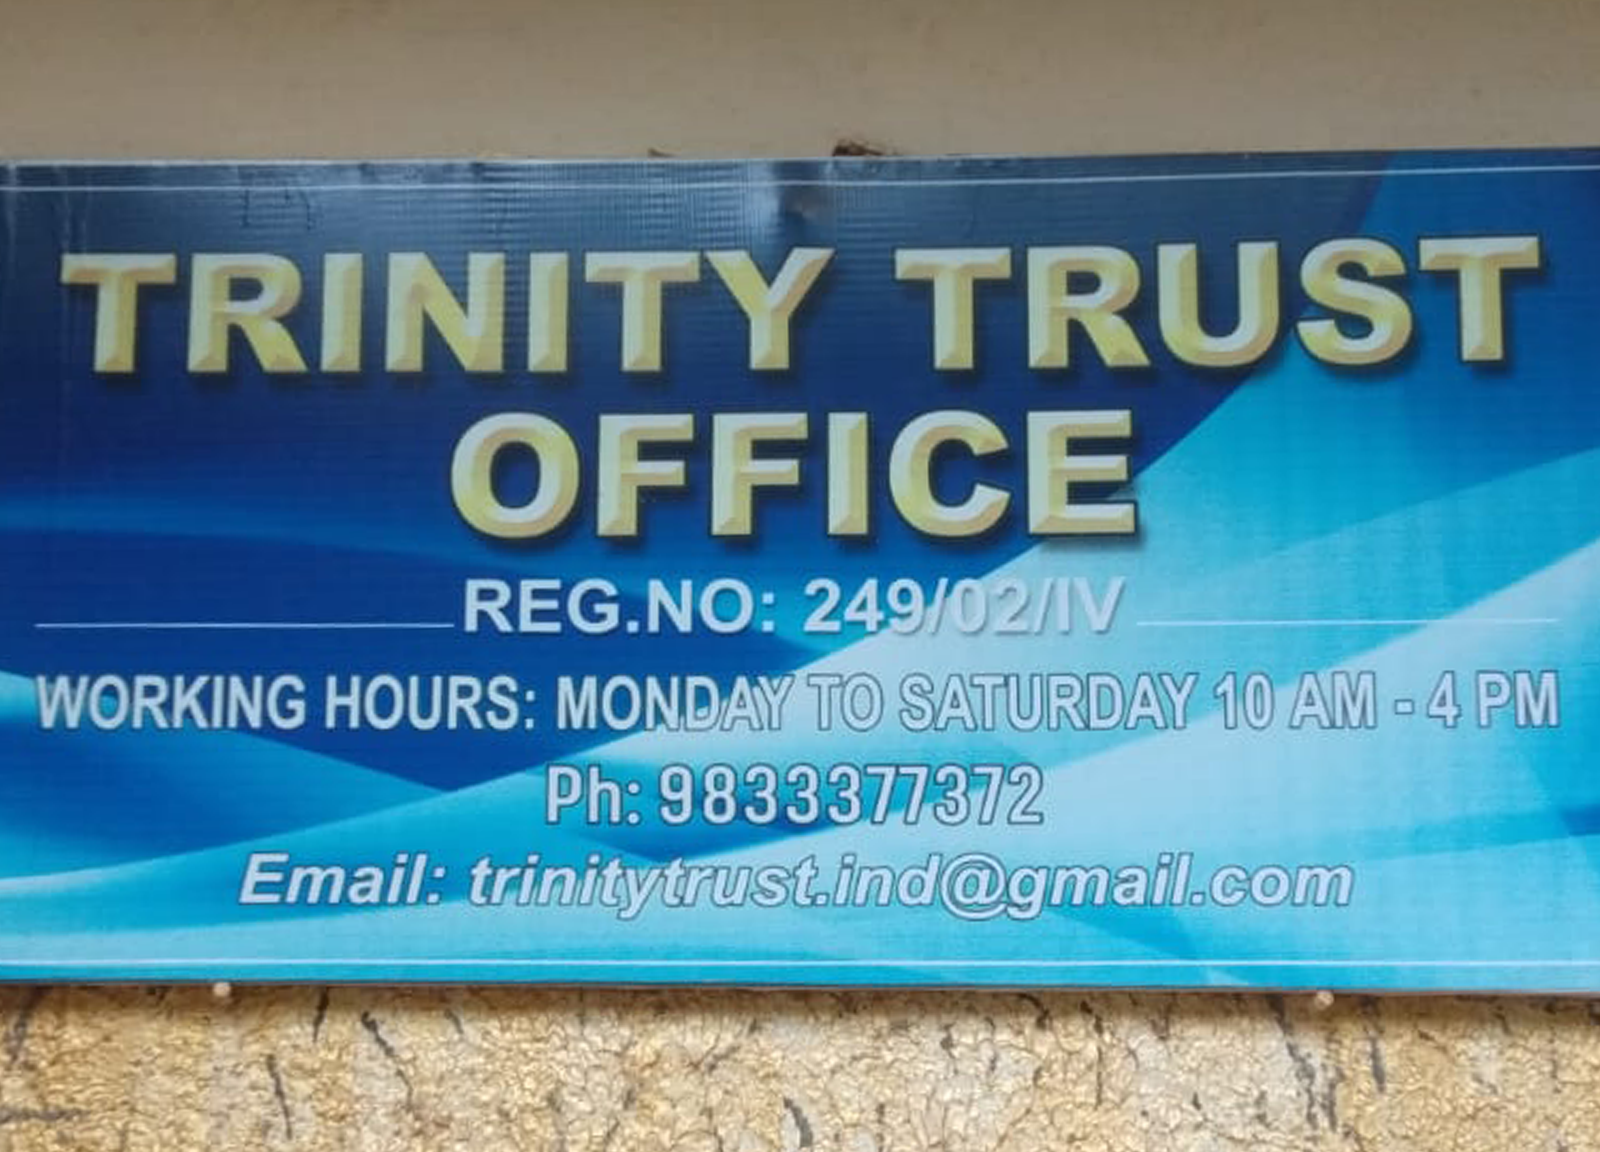 TRINITY TRUST
OFFICE
REG.NO: 249/02/IV
WORKING HOURS: MONDAY TO SATURDAY 10 AM - 4 PM
Ph: 9833377372
Email: trinitytrust.ind@gmail.com